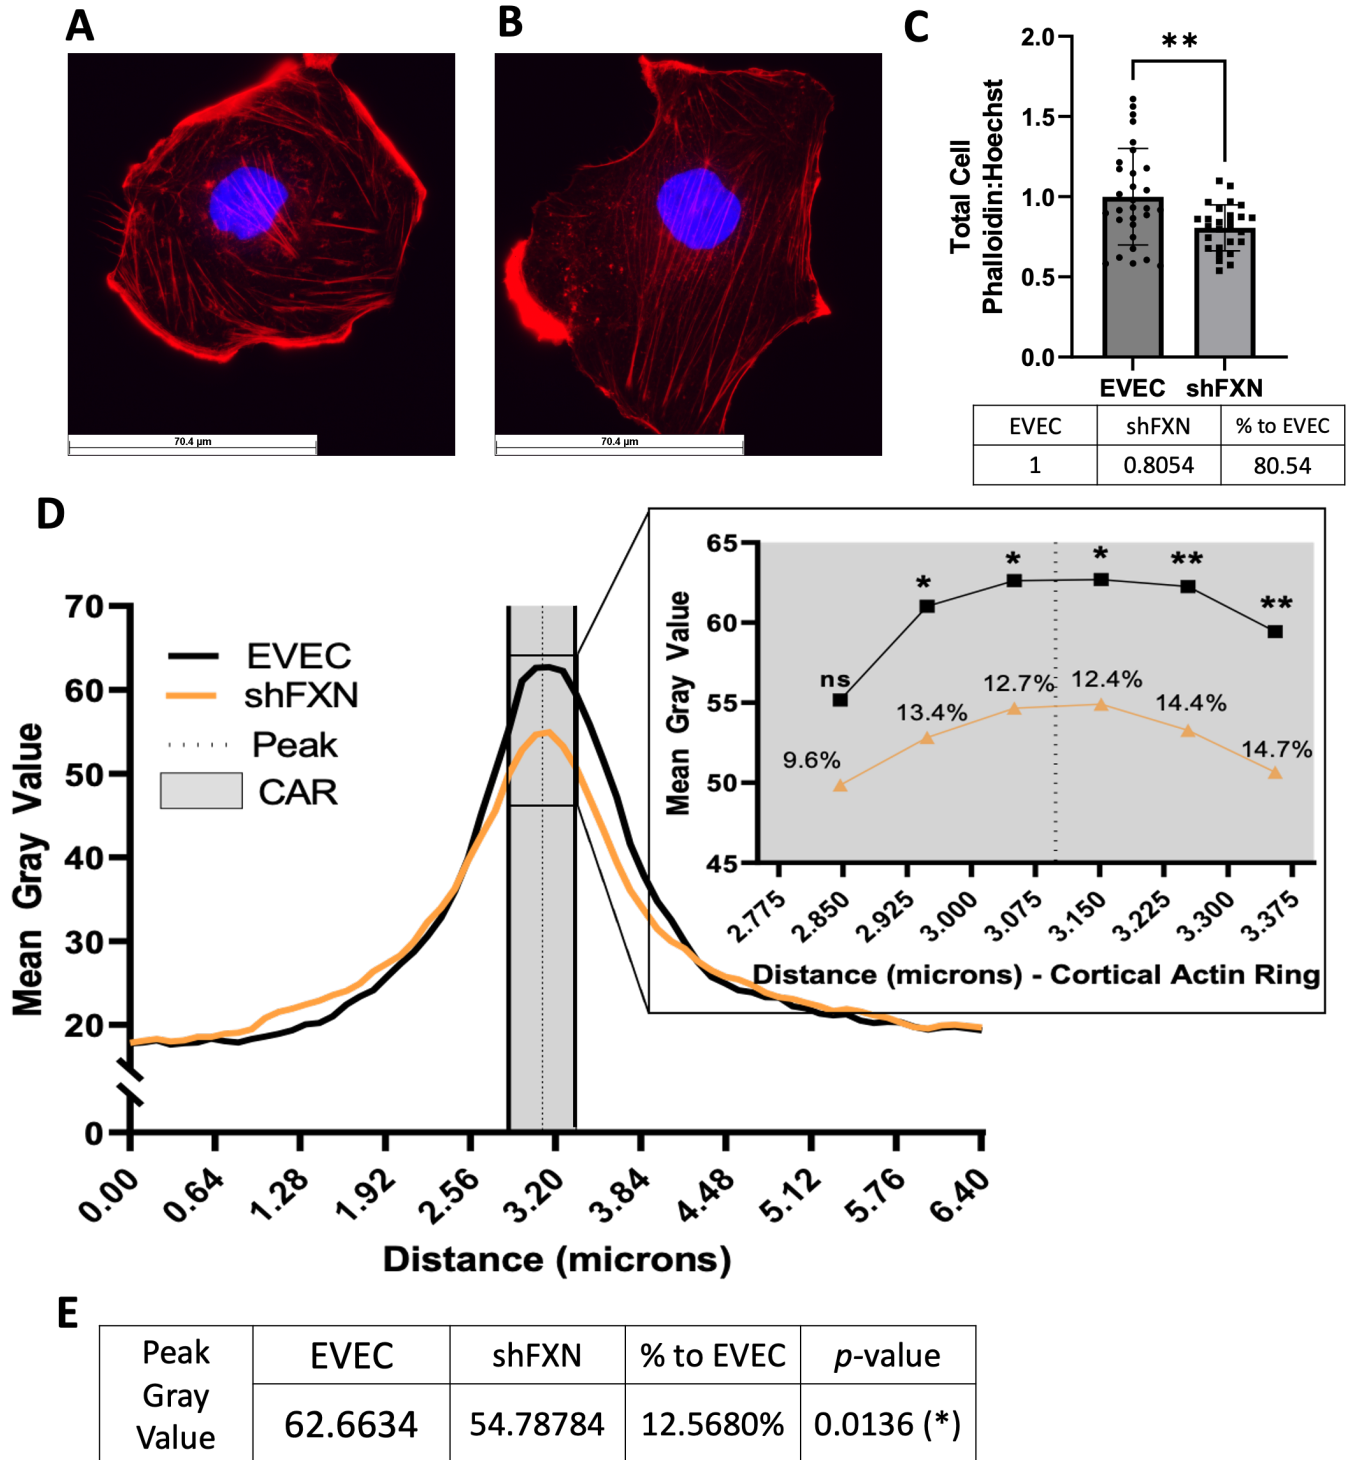 A
B
C
70.4 µm
70.4 µm
Total Cell
Phalloidin:Hoechst
2.0
1.5
1.0
0.5
0.0
**
EVEC shFXN
EVEC shFXN % to EVEC
1 0.8054 80.54
D
Mean Gray Value
70
60
50
40
30
20
0
EVEC
shFXN
Peak
CAR
0.00 0.64 1.28 1.92 2.56 3.20 3.84 4.48 5.12 5.76 6.40
Distance (microns)
Mean Gray Value
65
60
55
50
45
ns * * * ** **
9.6% 13.4% 12.7% 12.4% 14.4% 14.7%
2.775 2.850 2.925 3.000 3.075 3.150 3.225 3.300 3.375
Distance (microns) - Cortical Actin Ring
E
Peak
Gray
Value
EVEC shFXN % to EVEC p-value
62.6634 54.78784 12.5680% 0.0136 (*)